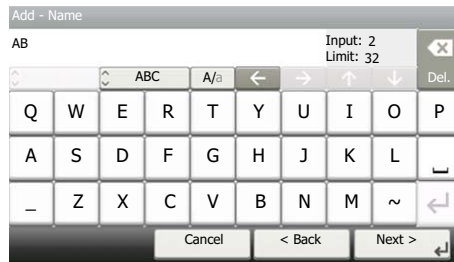 Add - Name
AB
Input: 2
Limit: 32
Del.
ABC
A/a
Q W E R T Y U I O P
A S D F G H J K L
_ Z X C V B N M ~
Cancel < Back Next >